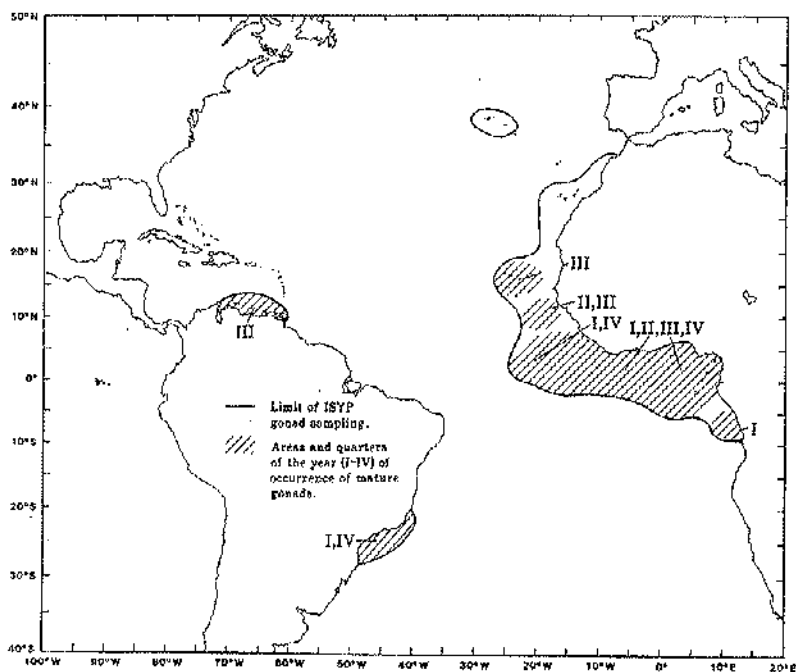 50°N
40°N
30°N
20°N
10°N
0°
10°S
20°S
30°S
40°S
III
II,III
I,IV
I,II,III,IV
III
I
I,IV
Limit of ISYP
gonad sampling.
Areas and quarters
of the year (I-IV) of
occurrence of mature
gonads.
100°W 90°W 80°W 70°W 60°W 50°W 40°W 30°W 20°W 10°W 0° 10°E 20°E